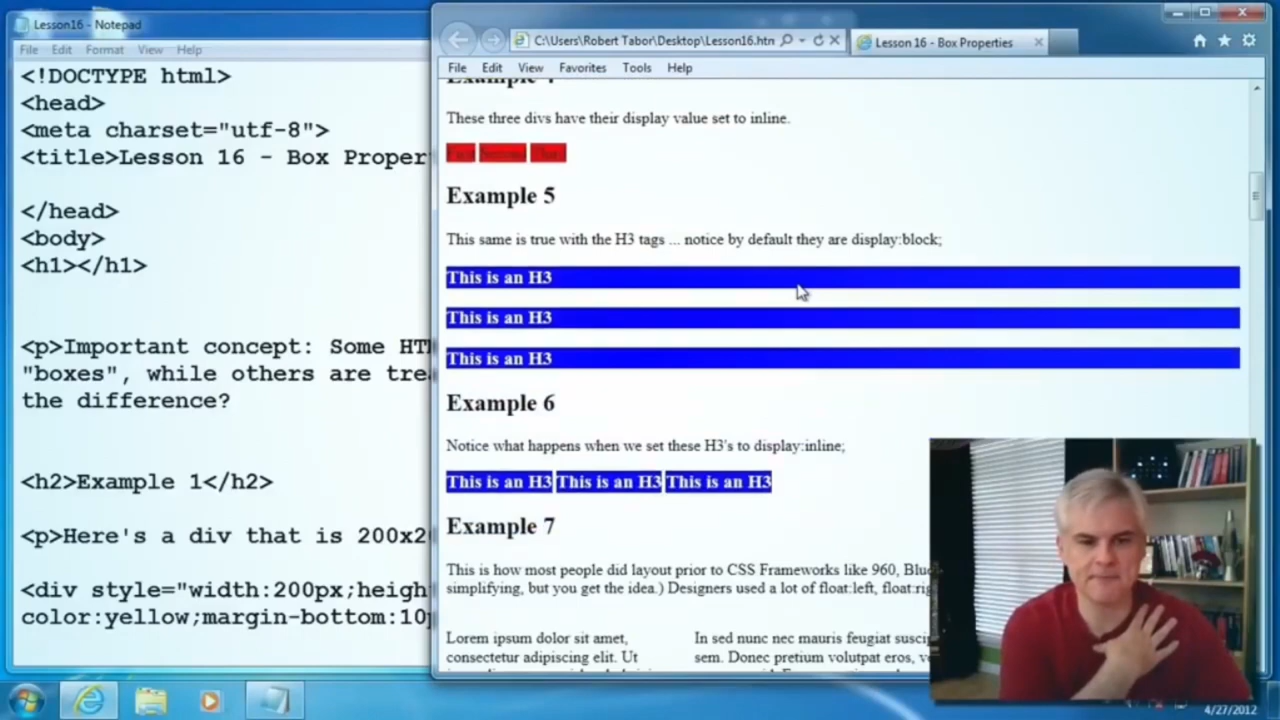 Lesson16 - Notepad
File Edit Format View Help
<!DOCTYPE html>
<head>
<meta charset="utf-8">
<title>Lesson 16 - Box Proper
</head>
<body>
<h1></h1>
<p>Important concept: Some HT
"boxes", while others are tre
the difference?
<h2>Example 1</h2>
<p>Here's a div that is 200x2
<div style="width:200px;heigh
color:yellow;margin-bottom:10
C:\Users\Robert Tabor\Desktop\Lesson16.htn
Lesson 16 - Box Properties
File Edit View Favorites Tools Help
These three divs have their display value set to inline.
First Second Third
Example 5
This same is true with the H3 tags ... notice by default they are display:block;
This is an H3
This is an H3
This is an H3
Example 6
Notice what happens when we set these H3's to display:inline;
This is an H3 This is an H3 This is an H3
Example 7
This is how most people did layout prior to CSS Frameworks like 960, Blu
simplifying, but you get the idea.) Designers used a lot of float:left, float:rig
Lorem ipsum dolor sit amet,
consectetur adipiscing elit. Ut
In sed nunc nec mauris feugiat suscip
sem. Donec pretium volutpat eros, v
4/27/2012